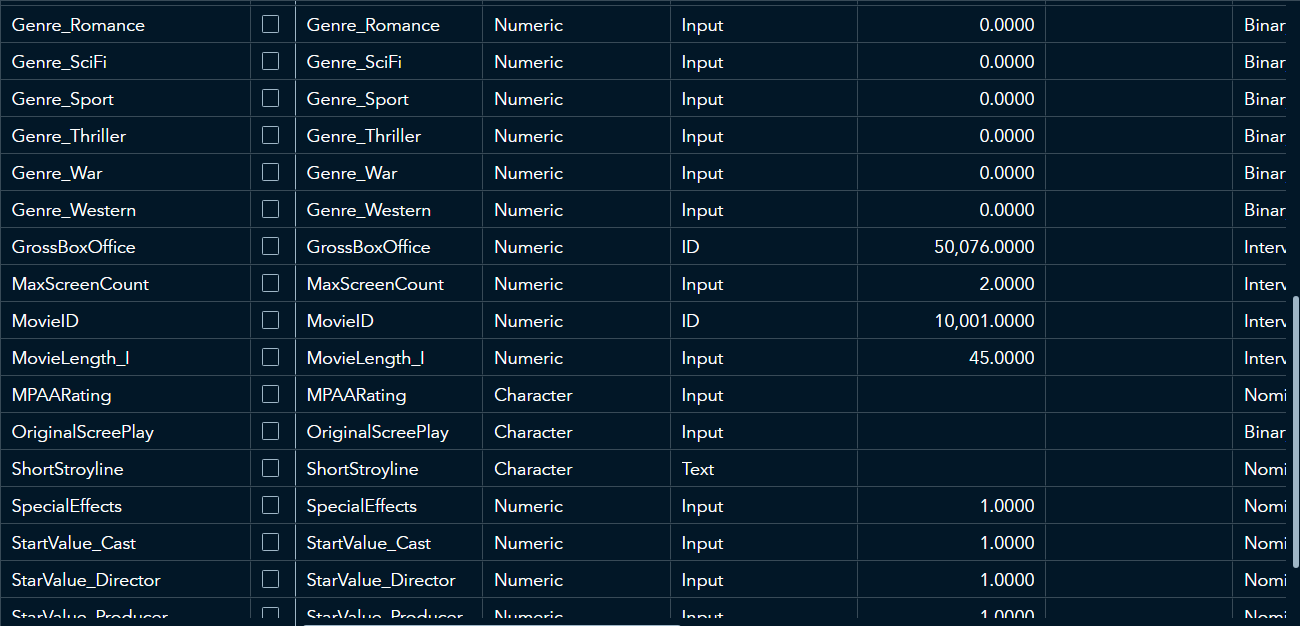 Genre_Romance Genre_Romance Numeric Input 0.0000 Binar
Genre_SciFi Genre_SciFi Numeric Input 0.0000 Binar
Genre_Sport Genre_Sport Numeric Input 0.0000 Binar
Genre_Thriller Genre_Thriller Numeric Input 0.0000 Binar
Genre_War Genre_War Numeric Input 0.0000 Binar
Genre_Western Genre_Western Numeric Input 0.0000 Binar
GrossBoxOffice GrossBoxOffice Numeric ID 50,076.0000 Interv
MaxScreenCount MaxScreenCount Numeric Input 2.0000 Interv
MovieID MovieID Numeric ID 10,001.0000 Interv
MovieLength_I MovieLength_I Numeric Input 45.0000 Interv
MPAARating MPAARating Character Input Nomi
OriginalScreePlay OriginalScreePlay Character Input Binar
ShortStroyline ShortStroyline Character Text Nomi
SpecialEffects SpecialEffects Numeric Input 1.0000 Nomi
StartValue_Cast StartValue_Cast Numeric Input 1.0000 Nomi
StarValue_Director StarValue_Director Numeric Input 1.0000 Nomi
StarValue_Producer StarValue_Producer Numeric Input 1.0000 Nomi